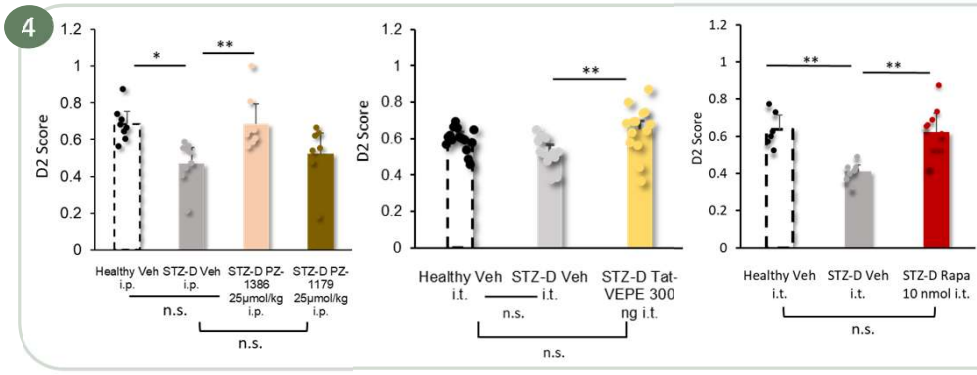 4
1.2
1
0.8
0.6
0.4
0.2
0
D2 Score
*
**
Healthy Veh i.p.
STZ-D Veh i.p.
STZ-D PZ-
1386
25µmol/kg
i.p.
STZ-D PZ-
1179
25µmol/kg
i.p.
n.s.
n.s.
1.2
1
0.8
0.6
0.4
0.2
0
D2 Score
**
Healthy Veh
i.t.
STZ-D Veh
i.t.
STZ-D Tat-
VEPE 300
ng i.t.
n.s.
n.s.
1.2
1
0.8
0.6
0.4
0.2
0
D2 Score
**
**
Healthy Veh
i.t.
STZ-D Veh
i.t.
STZ-D Rapa
10 nmol i.t.
n.s.